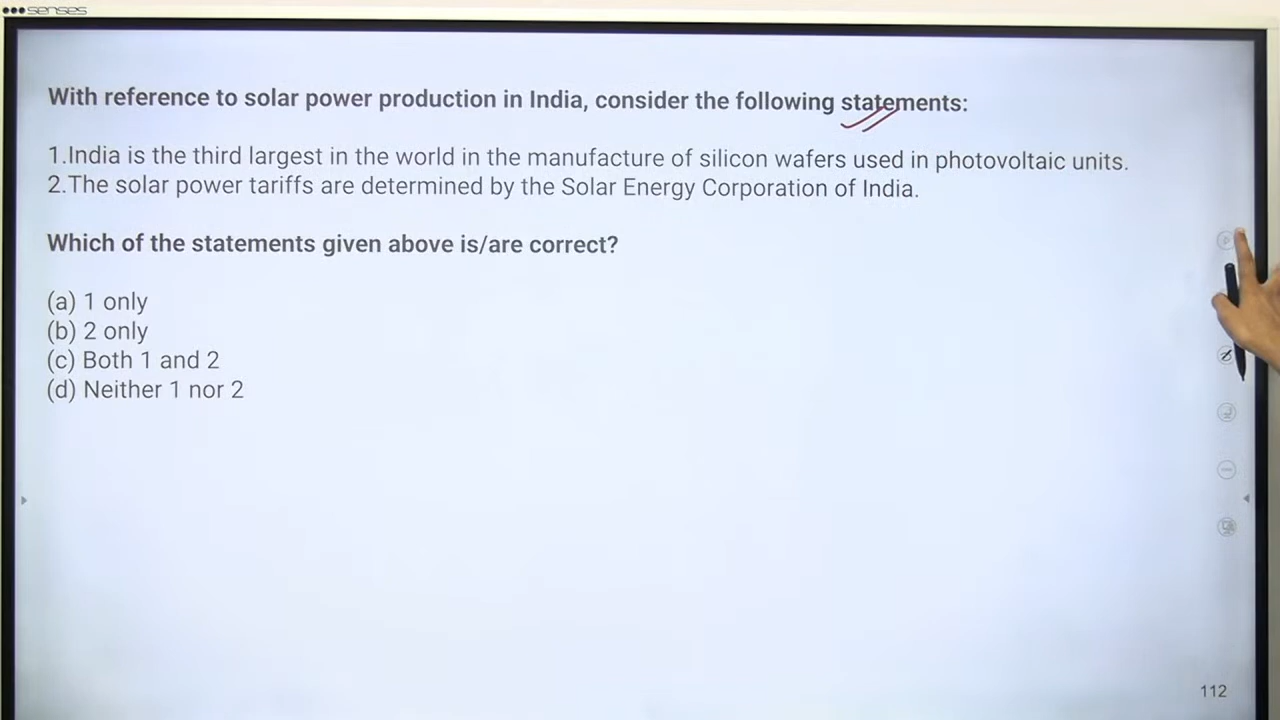 senses
With reference to solar power production in India, consider the following statements:
1.India is the third largest in the world in the manufacture of silicon wafers used in photovoltaic units.
2.The solar power tariffs are determined by the Solar Energy Corporation of India.
Which of the statements given above is/are correct?
(a) 1 only
(b) 2 only
(c) Both 1 and 2
(d) Neither 1 nor 2
112